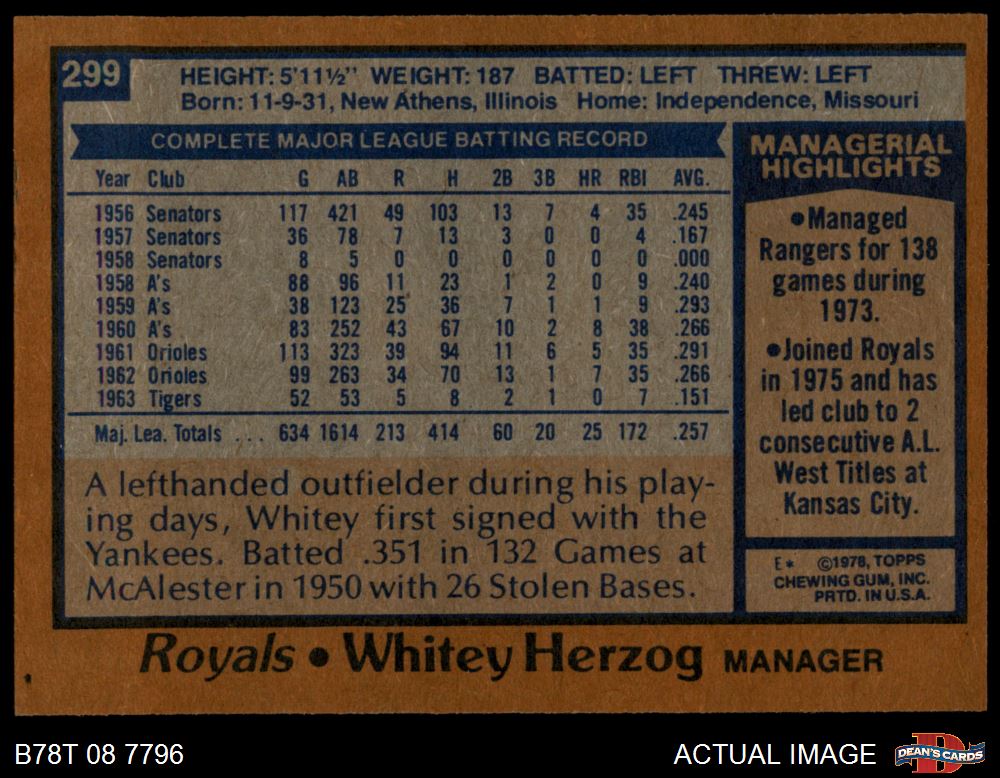 299
HEIGHT: 5'11½" WEIGHT: 187 BATTED: LEFT THREW: LEFT
Born: 11-9-31, New Athens, Illinois Home: Independence, Missouri
COMPLETE MAJOR LEAGUE BATTING RECORD
Year Club G AB R H 2B 3B HR RBI AVG.
1956 Senators 117 421 49 103 13 7 4 35 .245
1957 Senators 36 78 7 13 3 0 0 4 .167
1958 Senators 8 5 0 0 0 0 0 0 .000
1958 A's 88 96 11 23 1 2 0 9 .240
1959 A's 38 123 25 36 7 1 1 9 .293
1960 A's 83 252 43 67 10 2 8 38 .266
1961 Orioles 113 323 39 94 11 6 5 35 .291
1962 Orioles 99 263 34 70 13 1 7 35 .266
1963 Tigers 52 53 5 8 2 1 0 7 .151
Maj. Lea. Totals ... 634 1614 213 414 60 20 25 172 .257
A lefthanded outfielder during his play-
ing days, Whitey first signed with the
Yankees. Batted .351 in 132 Games at
McAlester in 1950 with 26 Stolen Bases.
MANAGERIAL
HIGHLIGHTS
•Managed
Rangers for 138
games during
1973.
•Joined Royals
in 1975 and has
led club to 2
consecutive A.L.
West Titles at
Kansas City.
E* ©1978, TOPPS
CHEWING GUM, INC.
PRTD. IN U.S.A.
Royals • Whitey Herzog MANAGER
B78T 08 7796
ACTUAL IMAGE
DEAN'S CARDS